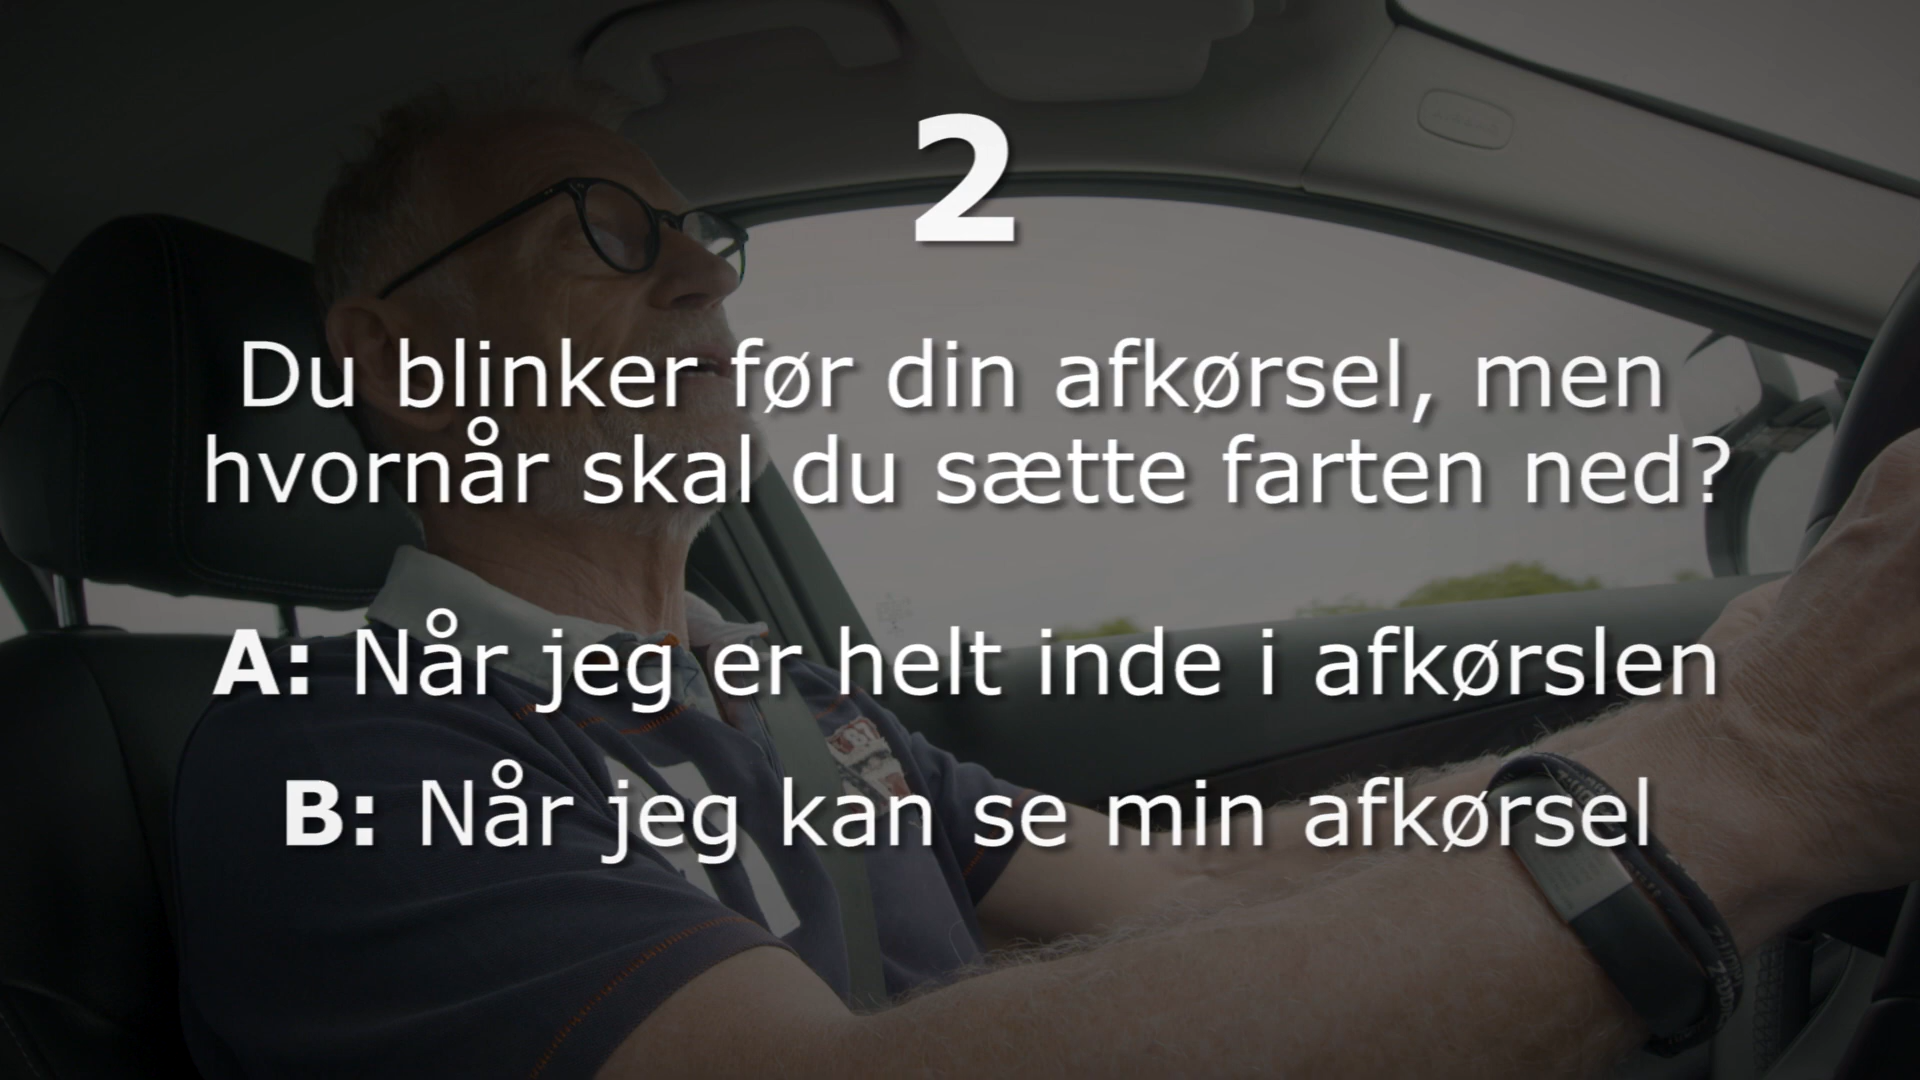 2
Du blinker før din afkørsel, men
hvornår skal du sætte farten ned?
A: Når jeg er helt inde i afkørslen
B: Når jeg kan se min afkørsel